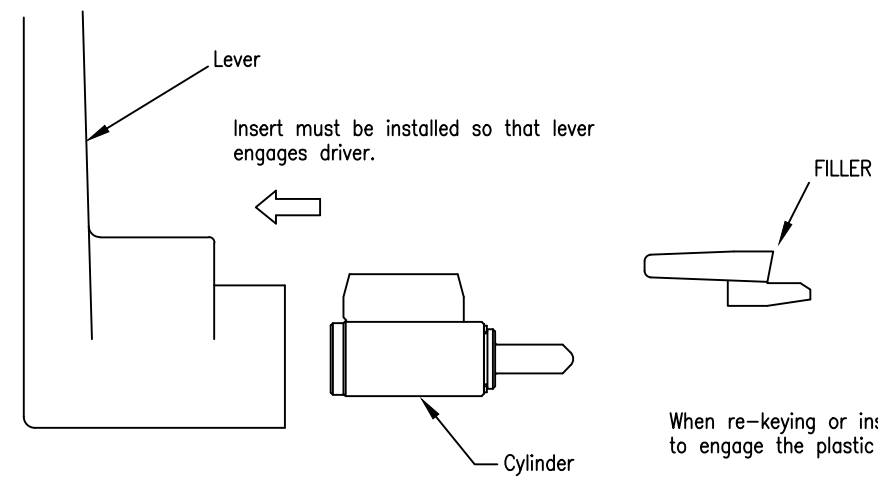 Lever
Insert must be installed so that lever
engages driver.
FILLER
When re-keying or
to engage the plastic
Cylinder